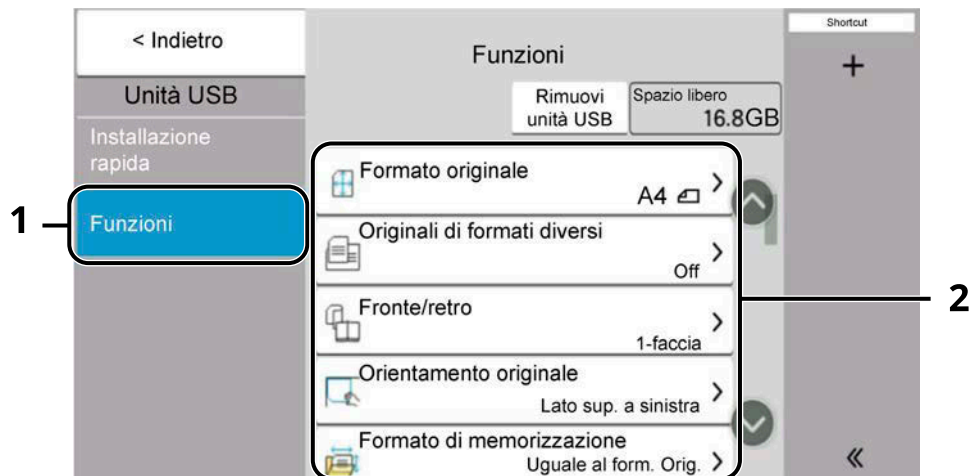 < Indietro
Unità USB
Installazione
rapida
1
Funzioni
Funzioni
Rimuovi
unità USB
Spazio libero
16.8GB
Formato originale
A4
Originali di formati diversi
Off
Fronte/retro
1-faccia
Orientamento originale
Lato sup. a sinistra
Formato di memorizzazione
Uguale al form. Orig.
2
Shortcut
+
«